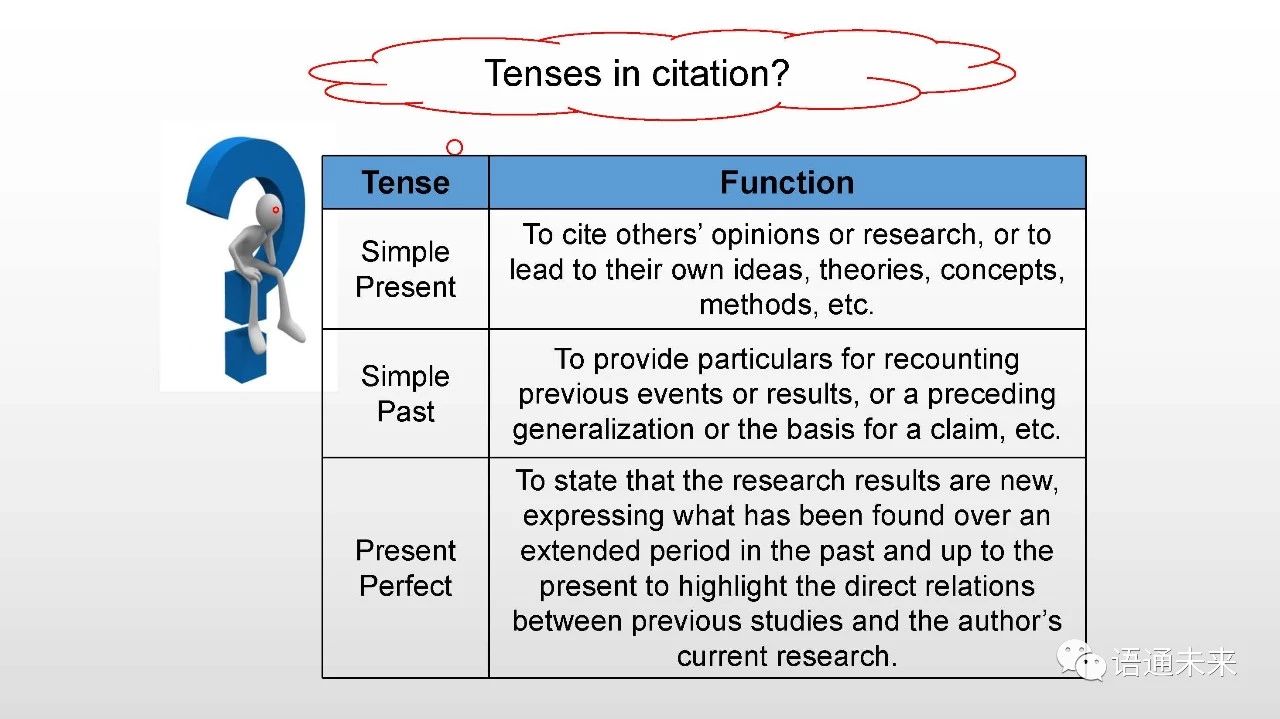 Tenses in citation?
Tense
Function
Simple
Present
To cite others’ opinions or research, or to
lead to their own ideas, theories, concepts,
methods, etc.
Simple
Past
To provide particulars for recounting
previous events or results, or a preceding
generalization or the basis for a claim, etc.
Present
Perfect
To state that the research results are new,
expressing what has been found over an
extended period in the past and up to the
present to highlight the direct relations
between previous studies and the author’s
current research.
语通未来